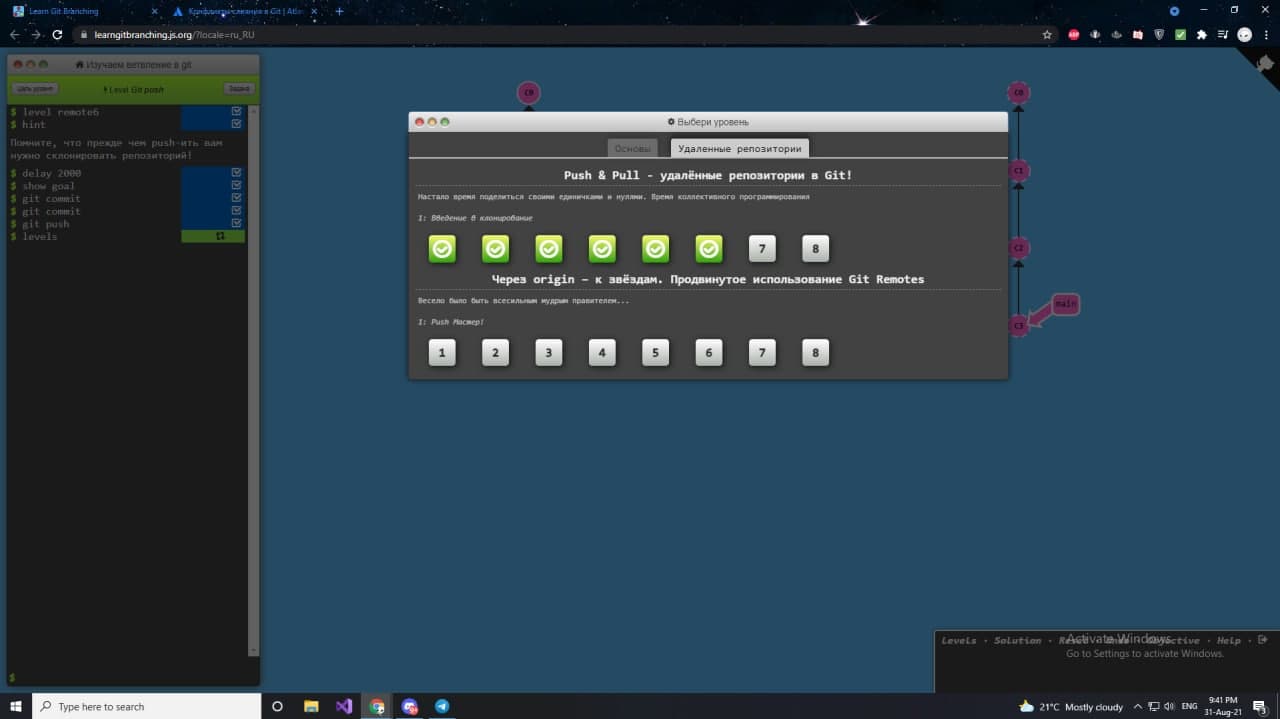 Learn Git Branching
Конфликты слияния в Git | Atla
learngitbranching.js.org/?locale=ru_RU
Изучаем ветвление в git
Цель уровня
Level Git push
Задача
$ level remote6
$ hint
Помните, что прежде чем push-ить вам
нужно склонировать репозиторий!
$ delay 2000
$ show goal
$ git commit
$ git commit
$ git push
$ levels
$
C0
C0
C1
C2
C3
main
Выбери уровень
Основы
Удаленные репозитории
Push & Pull - удалённые репозитории в Git!
Настало время поделиться своими единичками и нулями. Время коллективного программирования
1: Введение в клонирование
7 8
Через origin – к звёздам. Продвинутое использование Git Remotes
Весело было быть всесильным мудрым правителем...
1: Push Мастер!
1 2 3 4 5 6 7 8
Levels · Solution · Reset · Undo · Objective · Help ·
Activate Windows
Go to Settings to activate Windows.
Type here to search
21°C Mostly cloudy
ENG
9:41 PM
31-Aug-21
3